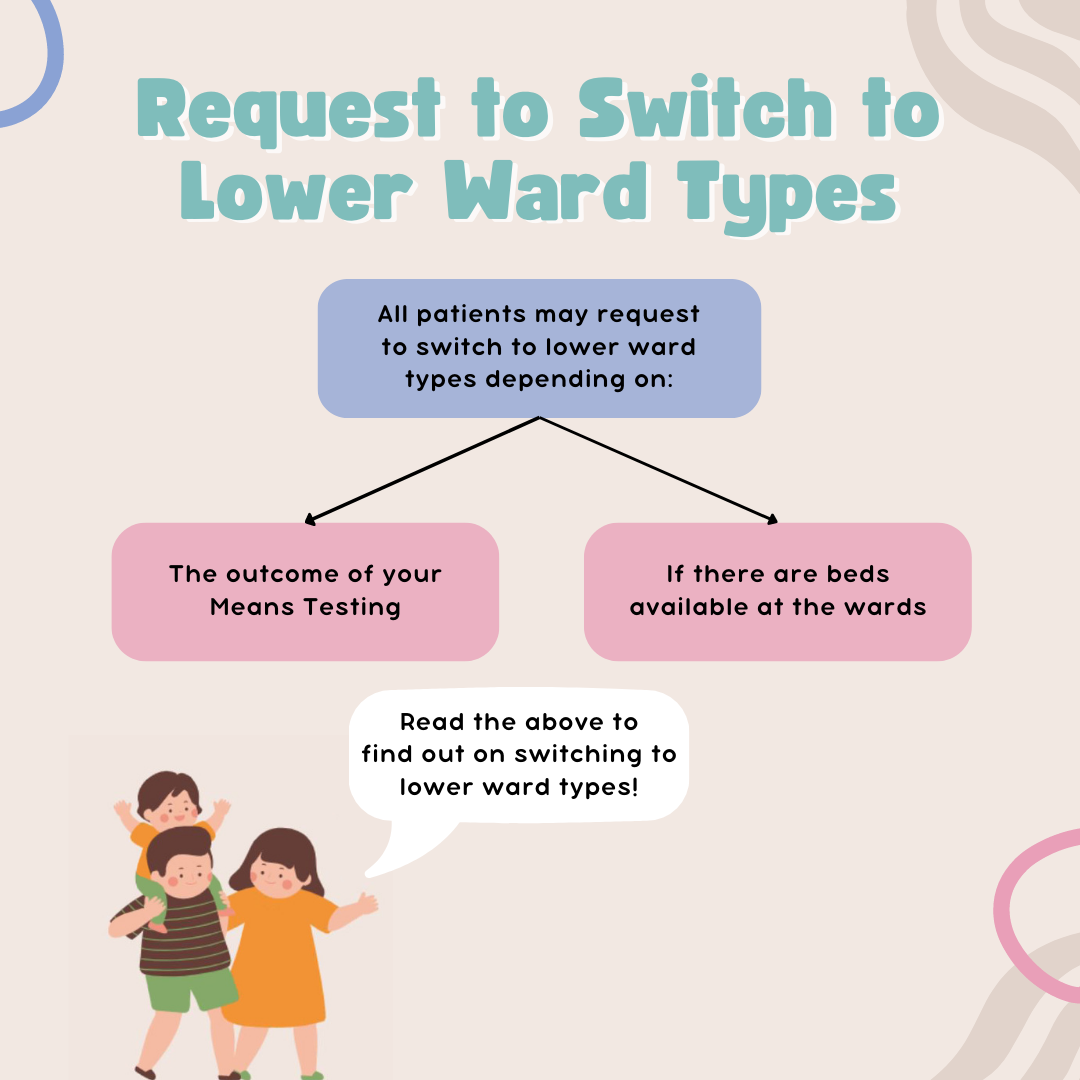 Request to Switch to
Lower Ward Types
All patients may request
to switch to lower ward
types depending on:
The outcome of your
Means Testing
If there are beds
available at the wards
Read the above to
find out on switching to
lower ward types!